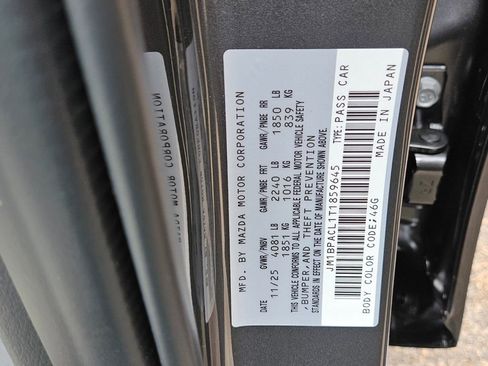 MFD. BY MAZDA MOTOR CORPORATION
DATE GVWR/PNBV GAWR/PNBE FRT GAWR/PNBE RR
11/25 4081 LB 2240 LB 1850 LB
1851 KG 1016 KG 839 KG
THIS VEHICLE CONFORMS TO ALL APPLICABLE FEDERAL MOTOR VEHICLE SAFETY
, BUMPER, AND THEFT PREVENTION
STANDARDS IN EFFECT ON THE DATE OF MANUFACTURE SHOWN ABOVE.
JM1BPACL1T1859645 TYPE:PASS CAR
BODY COLOR CODE:46G MADE IN JAPAN
MAZDA MOTOR CORPORATION